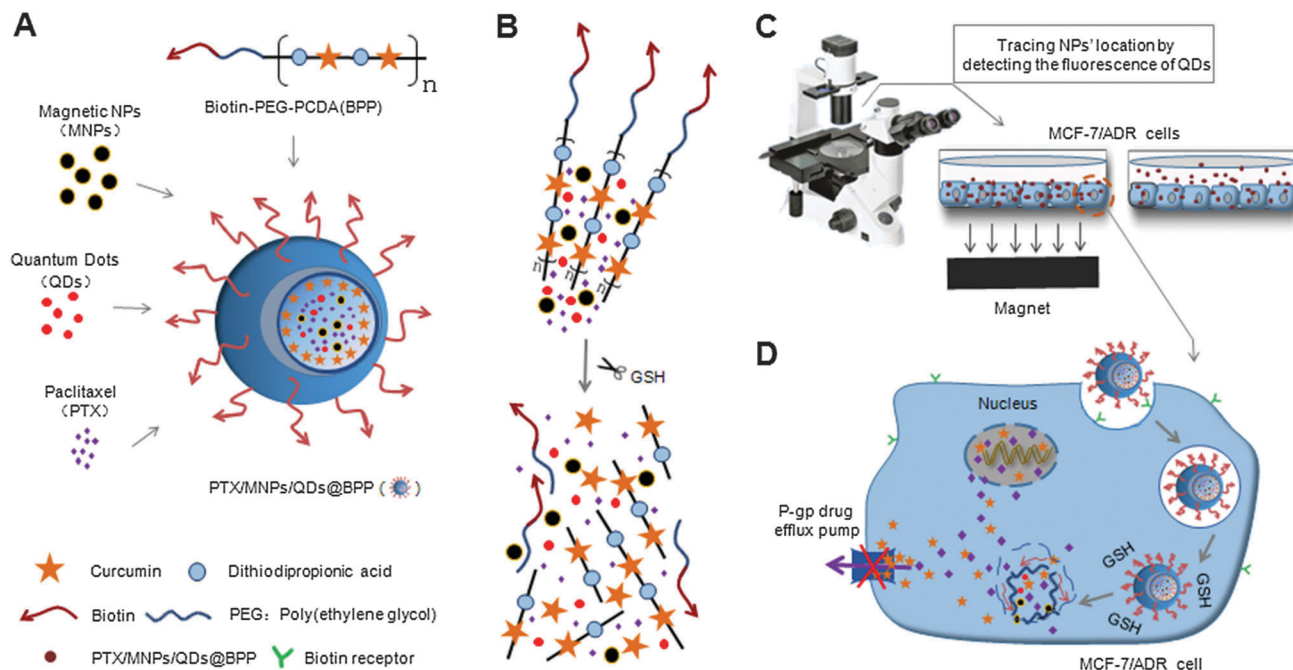 A
Biotin-PEG-PCDA(BPP)
n
Magnetic NPs
(MNPs)
Quantum Dots
(QDs)
Paclitaxel
(PTX)
PTX/MNPs/QDs@BPP ( )
Curcumin
Dithiodipropionic acid
Biotin
PEG: Poly(ethylene glycol)
PTX/MNPs/QDs@BPP
Biotin receptor
B
n
n
n
GSH
C
Tracing NPs' location by
detecting the fluorescence of QDs
MCF-7/ADR cells
Magnet
D
Nucleus
P-gp drug
efflux pump
GSH
GSH
GSH
MCF-7/ADR cell